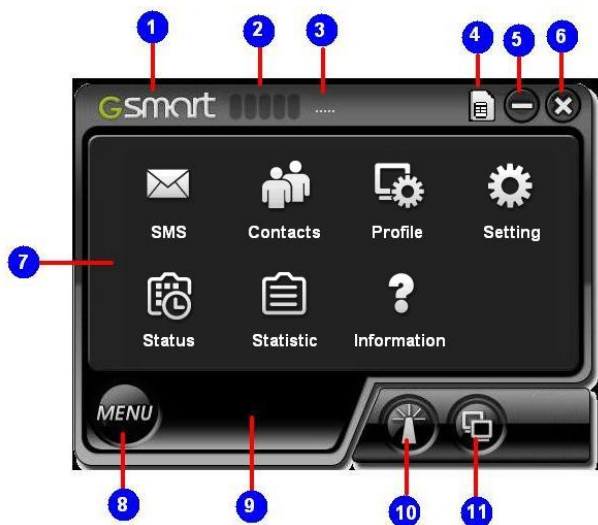 1 2 3 4 5 6
Gsmart .....
SMS Contacts Profile Setting
7
Status Statistic Information
MENU
8 9 10 11